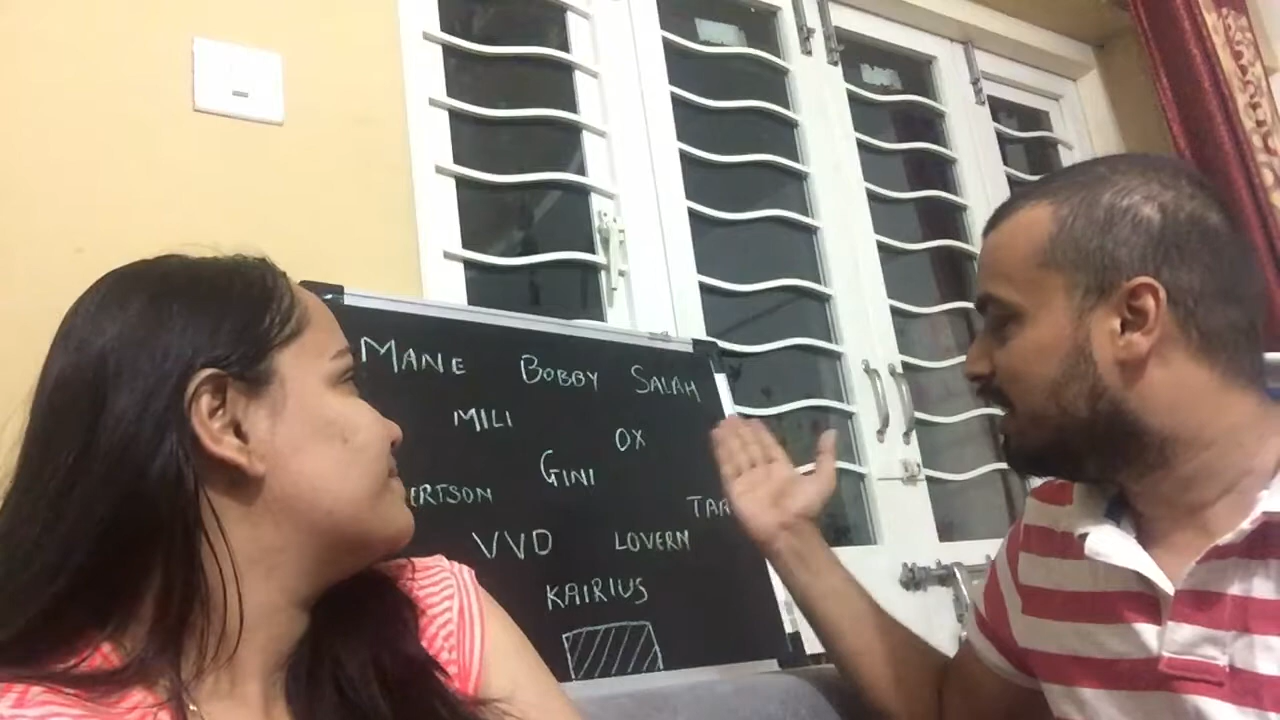 MANE BOBBY SALAH
MILI OX
GINI
ERTSON TAR
VVD LOVERN
KAIRIUS